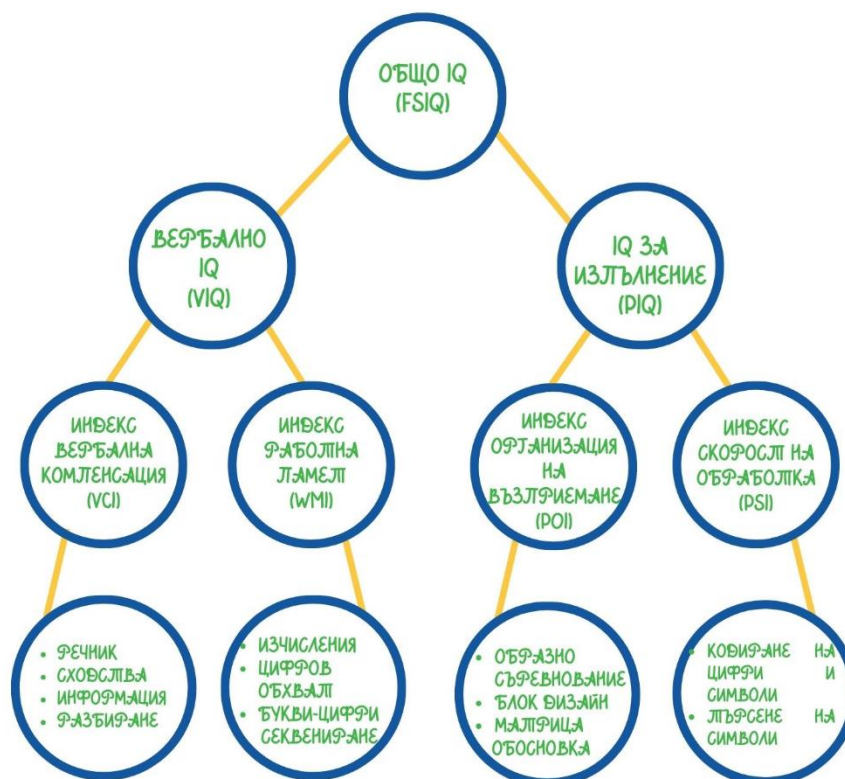 ОБЩО IQ
(FSIQ)
ВЕРБАЛНО
IQ
(VIQ)
IQ ЗА
ИЗПЪЛНЕНИЕ
(PIQ)
ИНДЕКС
ВЕРБАЛНА
КОМПЕНСАЦИЯ
(VCI)
ИНДЕКС
РАБОТНА
ПАМЕТ
(WMI)
ИНДЕКС
ОРГАНИЗАЦИЯ
НА
ВЪЗПРИЕМАНЕ
(POI)
ИНДЕКС
СКОРОСТ НА
ОБРАБОТКА
(PSI)
• РЕЧНИК
• СХОДСТВА
• ИНФОРМАЦИЯ
• РАЗБИРАНЕ
• ИЗЧИСЛЕНИЯ
• ЦИФРОВ
ОБХВАТ
• БУКВИ-ЦИФРИ
СЕКВЕНИРАНЕ
• ОБРАЗНО
СЪРЕВНОВАНИЕ
• БЛОК ДИЗАЙН
• МАТРИЦА
ОБОСНОВКА
• КОДИРАНЕ НА
ЦИФРИ И
СИМВОЛИ
• ТЪРСЕНЕ НА
СИМВОЛИ